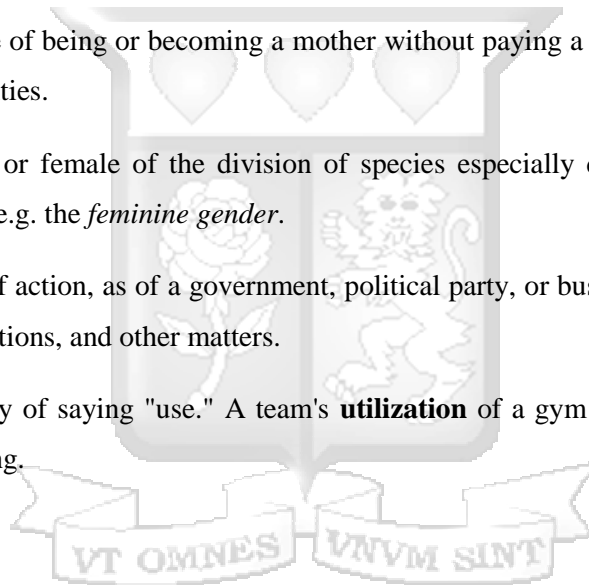 of being or becoming a mother without paying a
ties.
or female of the division of species especially
e.g. the feminine gender.
f action, as of a government, political party, or bus
tions, and other matters.
y of saying "use." A team's utilization of a gym
ng.
VT OMNES VNVM SINT